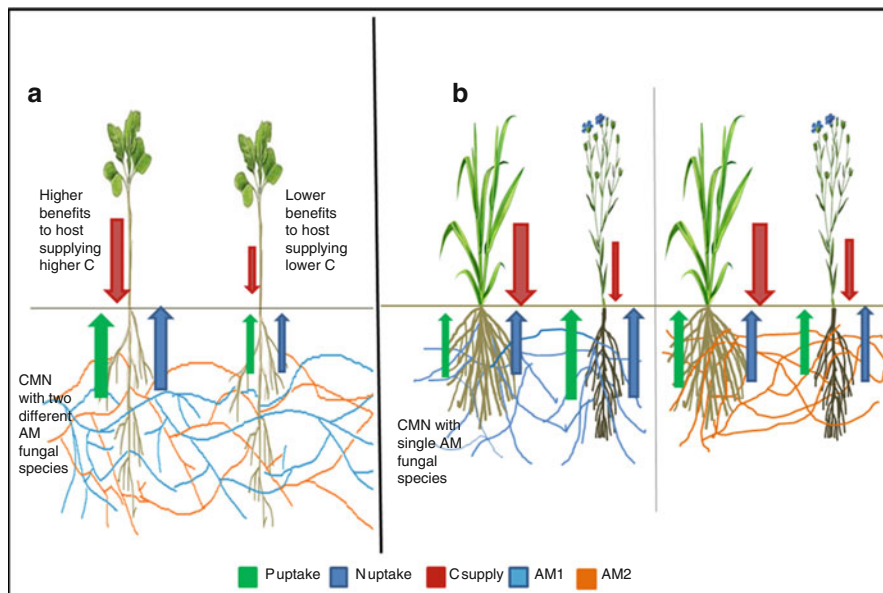 a
Higher
benefits
to host
supplying
higher C
Lower
benefits
to host
supplying
lower C
CMN
with two
different
AM
fungal
species
b
CMN with
single AM
fungal
species
P uptake N uptake C supply AM1 AM2